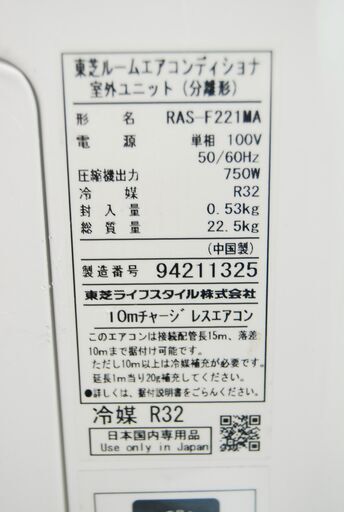 東芝ルームエアコンディショナ
室外ユニット（分離形）
形 名 RAS-F221MA
電 源 単相 100V
50/60Hz
圧縮機出力 750W
冷 媒 R32
封 入 量 0.53kg
総 質 量 22.5kg
（中国製）
製造番号 94211325
東芝ライフスタイル株式会社
10mチャージレスエアコン
このエアコンは接続配管長15m、落差
10mまで据付け可能です。
ただし10m以上は冷媒補充が必要です。
延長1m当り20g補充してください。
●詳しくは、据付説明書をごらんください。
冷媒 R32
日本国内専用品
Use only in Japan